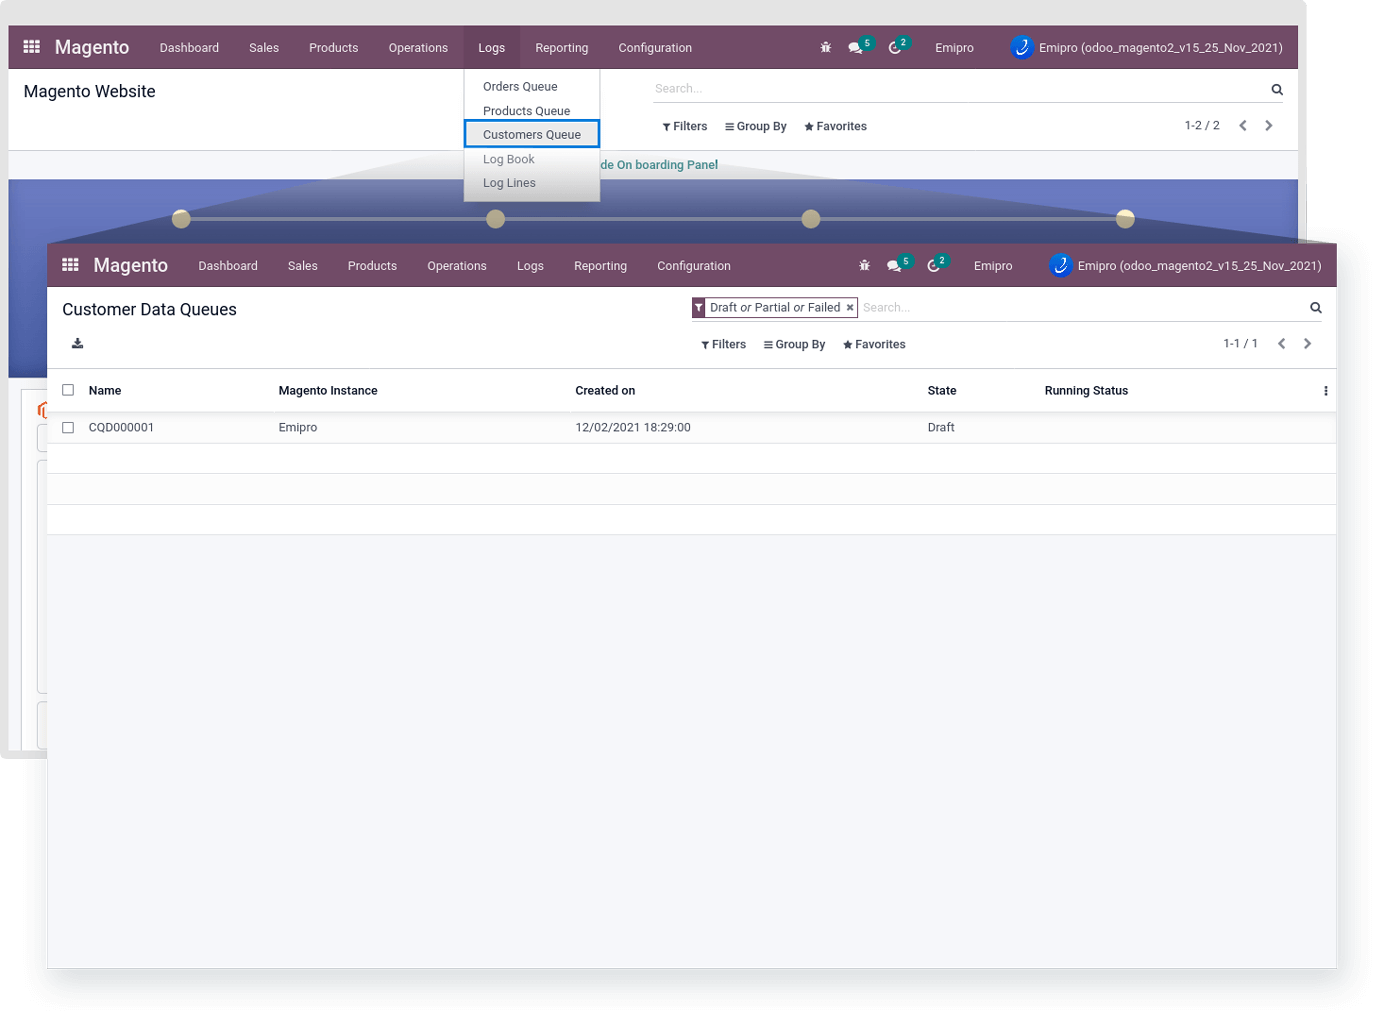 Magento Dashboard Sales Products Operations Logs Reporting Configuration 5 2 Emipro Emipro (odoo_magento2_v15_25_Nov_2021)
Magento Website
Search...
Orders Queue
Products Queue
Customers Queue
Log Book
Log Lines
Filters Group By Favorites 1-2 / 2
de On boarding Panel
Magento Dashboard Sales Products Operations Logs Reporting Configuration 5 2 Emipro Emipro (odoo_magento2_v15_25_Nov_2021)
Customer Data Queues
Draft or Partial or Failed × Search...
Filters Group By Favorites 1-1 / 1
Name Magento Instance Created on State Running Status
CQD000001 Emipro 12/02/2021 18:29:00 Draft